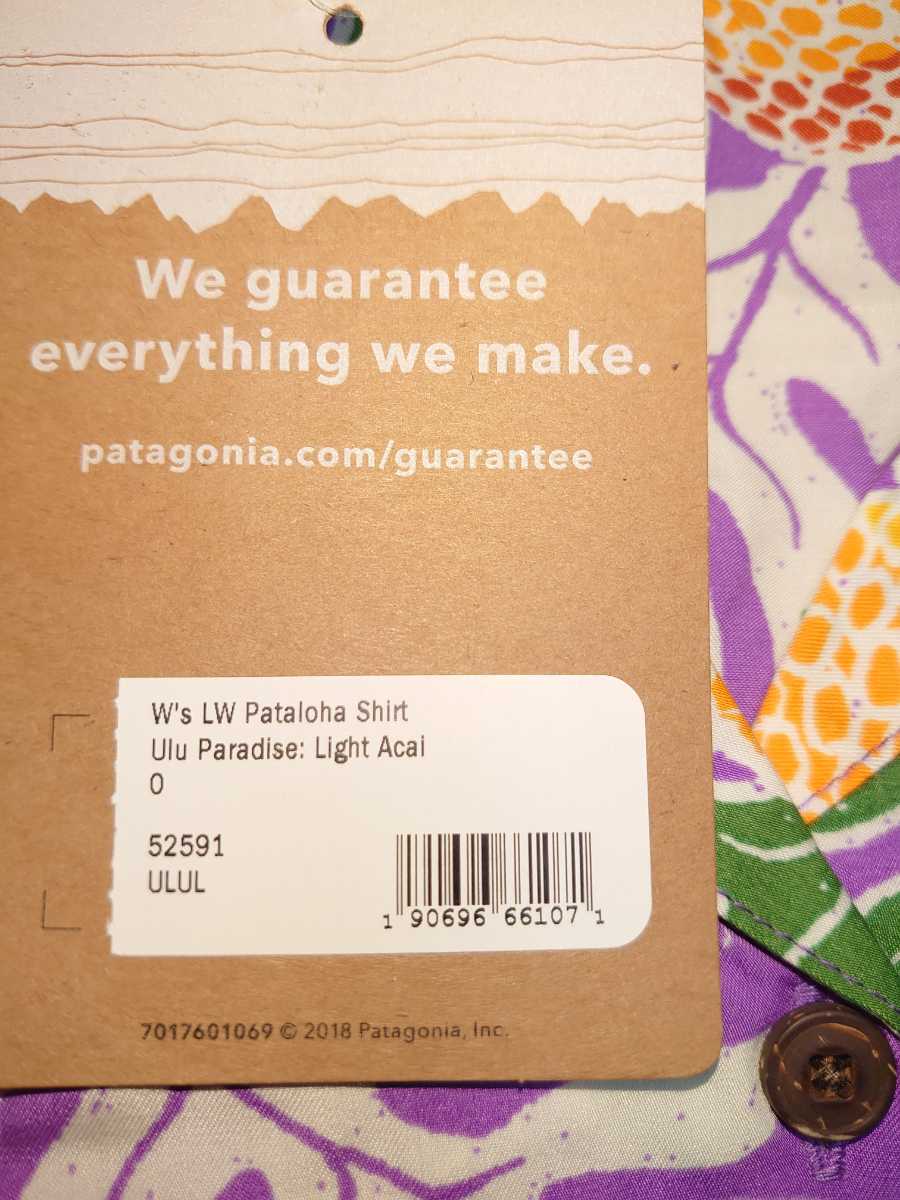 We guarantee
everything we make.
patagonia.com/guarantee
W's LW Pataloha Shirt
Ulu Paradise: Light Acai
0
52591
ULUL
1 90696 66107 1
7017601069 © 2018 Patagonia, Inc.